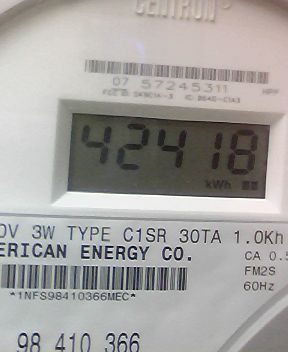 CENTRON
07 57245311
42418
kWh
0V 3W TYPE C1SR 30TA 1.0Kh
ERICAN ENERGY CO.
CA 0.5
FM2S
60Hz
*1NFS98410366MEC*
98 410 366